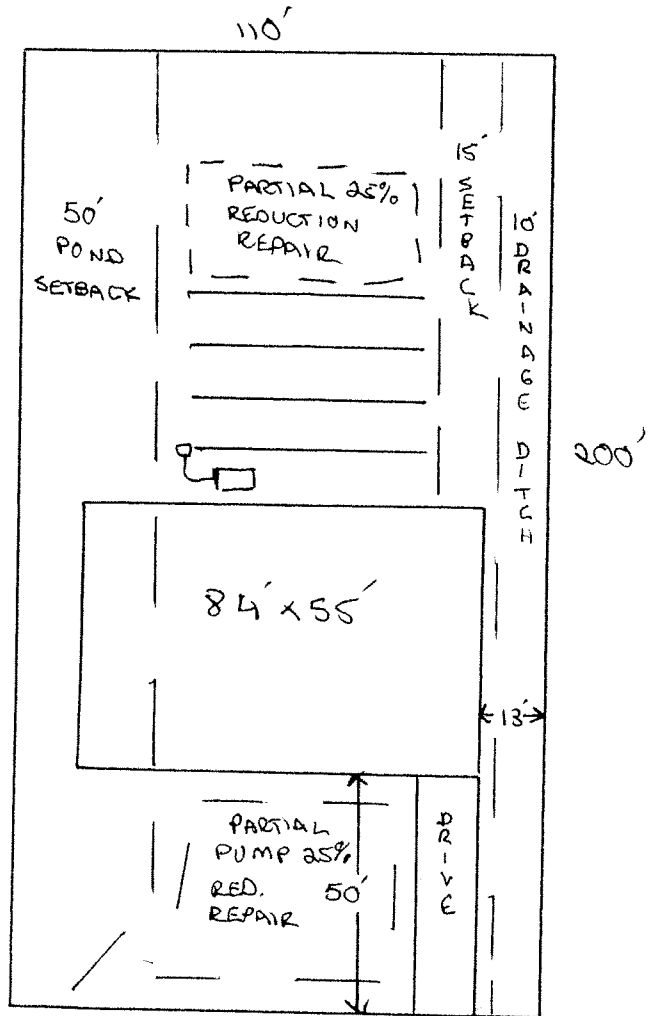 110'
50'
POND
SETBACK
PARTIAL 25%
REDUCTION
REPAIR
15'
SETBACK
10' DRAINAGE DITCH
200'
84' x 55'
13'
PARTIAL
PUMP 25%
RED.
REPAIR
50'
DRIVE